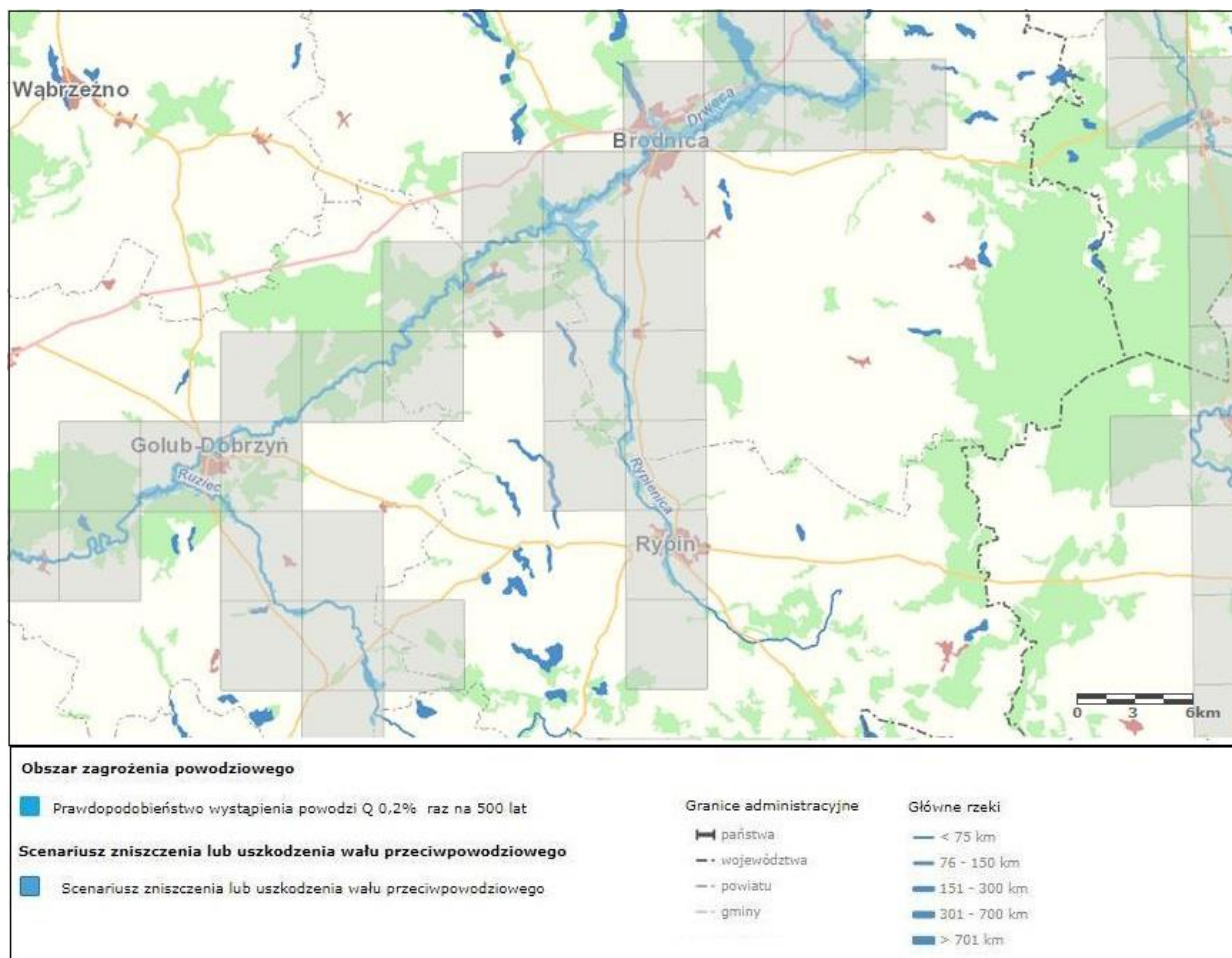 Wąbrzeźno
Drwęca
Brodnica
Golub-Dobrzyń
Ruziec
Rypienica
Rypin
0 3 6km
Obszar zagrożenia powodziowego
Prawdopodobieństwo wystąpienia powodzi Q 0,2% raz na 500 lat
Scenariusz zniszczenia lub uszkodzenia wału przeciwpowodziowego
Scenariusz zniszczenia lub uszkodzenia wału przeciwpowodziowego
Granice administracyjne
państwa
województwa
powiatu
gminy
Główne rzeki
< 75 km
76 - 150 km
151 - 300 km
301 - 700 km
> 701 km